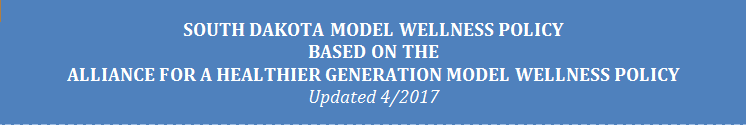 SOUTH DAKOTA MODEL WELLNESS POLICY
BASED ON THE
ALLIANCE FOR A HEALTHIER GENERATION MODEL WELLNESS POLICY
Updated 4/2017